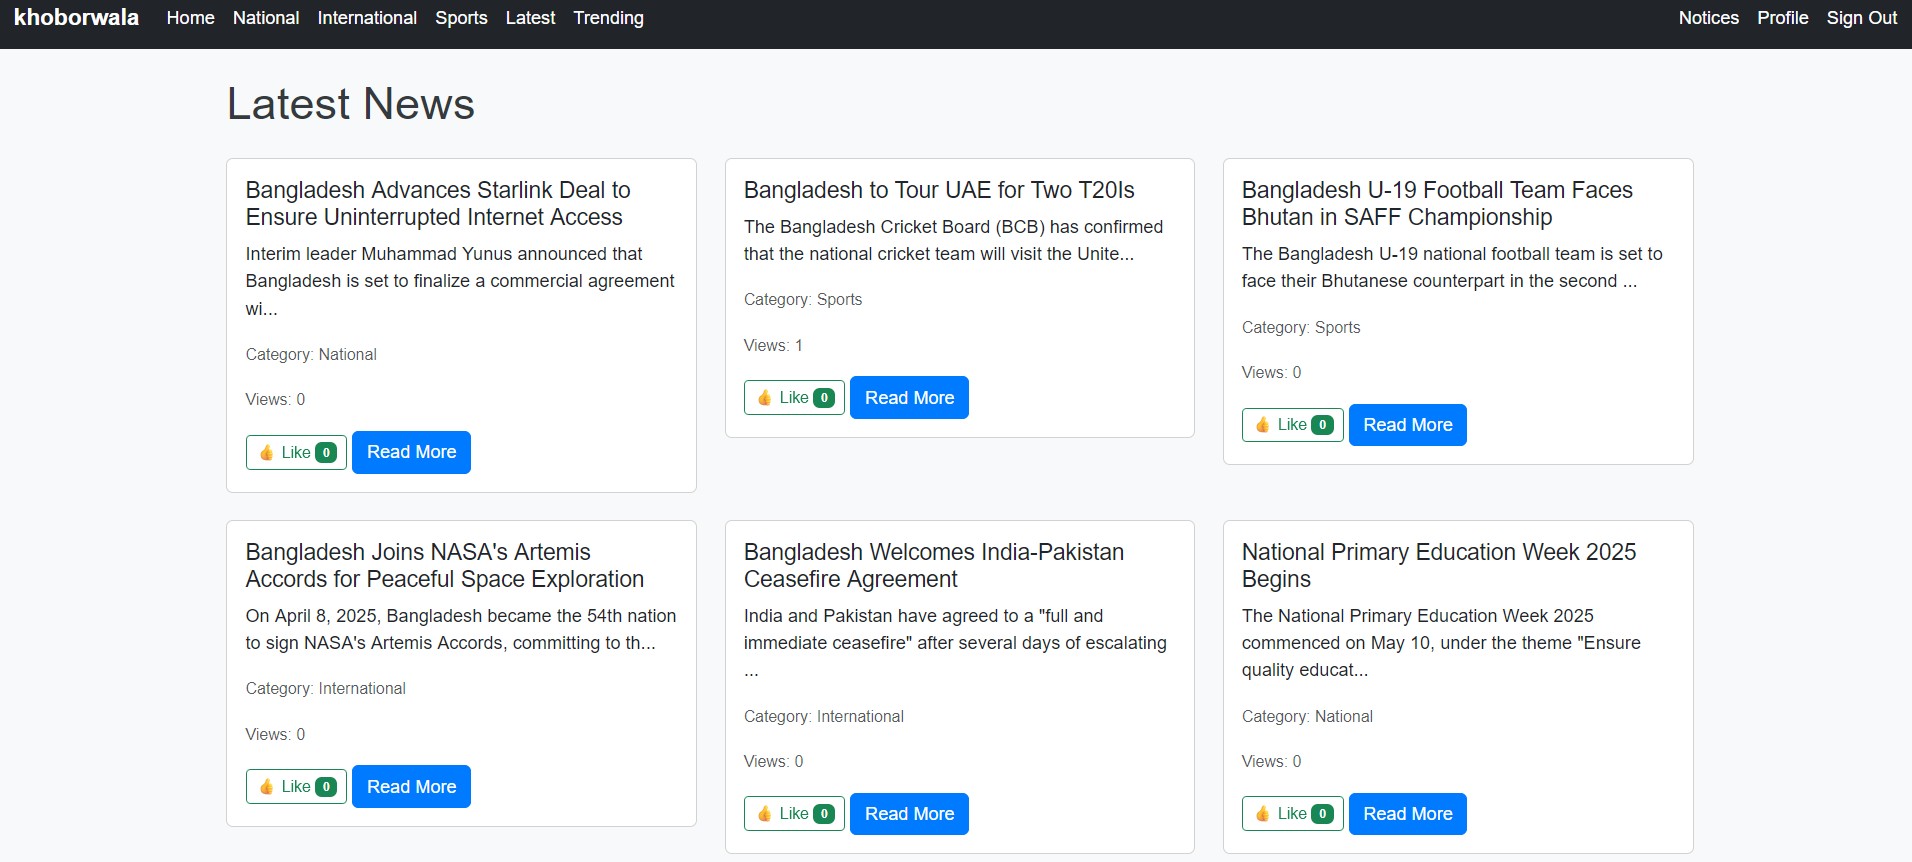 khoborwala Home National International Sports Latest Trending Notices Profile Sign Out
Latest News
Bangladesh Advances Starlink Deal to
Ensure Uninterrupted Internet Access
Interim leader Muhammad Yunus announced that
Bangladesh is set to finalize a commercial agreement
wi...
Category: National
Views: 0
👍 Like 0 Read More
Bangladesh to Tour UAE for Two T20Is
The Bangladesh Cricket Board (BCB) has confirmed
that the national cricket team will visit the Unite...
Category: Sports
Views: 1
👍 Like 0 Read More
Bangladesh U-19 Football Team Faces
Bhutan in SAFF Championship
The Bangladesh U-19 national football team is set to
face their Bhutanese counterpart in the second ...
Category: Sports
Views: 0
👍 Like 0 Read More
Bangladesh Joins NASA's Artemis
Accords for Peaceful Space Exploration
On April 8, 2025, Bangladesh became the 54th nation
to sign NASA's Artemis Accords, committing to th...
Category: International
Views: 0
👍 Like 0 Read More
Bangladesh Welcomes India-Pakistan
Ceasefire Agreement
India and Pakistan have agreed to a "full and
immediate ceasefire" after several days of escalating
...
Category: International
Views: 0
👍 Like 0 Read More
National Primary Education Week 2025
Begins
The National Primary Education Week 2025
commenced on May 10, under the theme "Ensure
quality educat...
Category: National
Views: 0
👍 Like 0 Read More